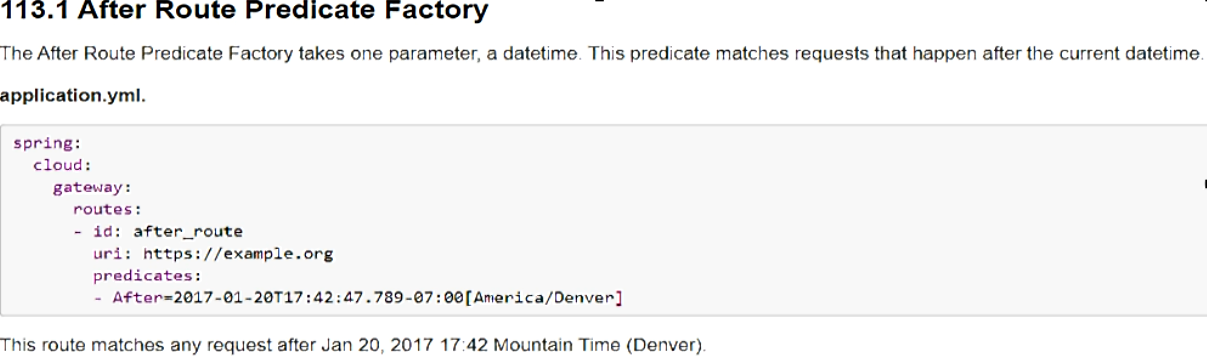 113.1 After Route Predicate Factory
The After Route Predicate Factory takes one parameter, a datetime. This predicate matches requests that happen after the current datetime.
application.yml.
spring:
  cloud:
    gateway:
      routes:
      - id: after_route
        uri: https://example.org
        predicates:
        - After=2017-01-20T17:42:47.789-07:00[America/Denver]
This route matches any request after Jan 20, 2017 17:42 Mountain Time (Denver).